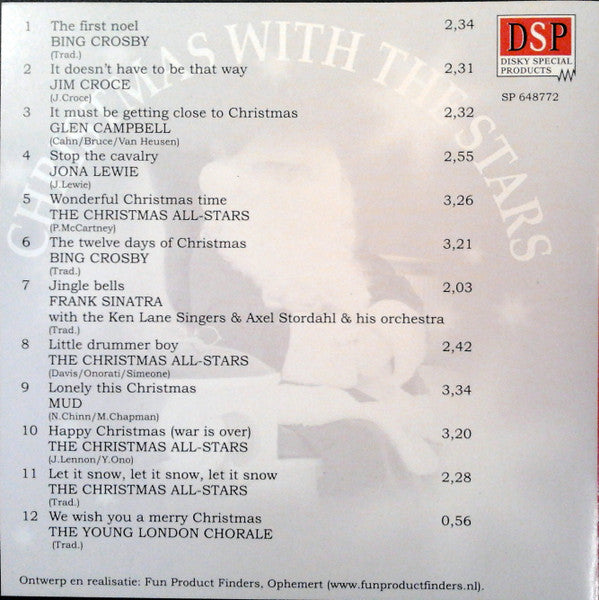 CHRISTMAS WITH THE STARS
DSP
DISKY SPECIAL
PRODUCTS
SP 648772
1 The first noel 2,34
BING CROSBY
(Trad.)
2 It doesn't have to be that way 2,31
JIM CROCE
(J.Croce)
3 It must be getting close to Christmas 2,32
GLEN CAMPBELL
(Cahn/Bruce/Van Heusen)
4 Stop the cavalry 2,55
JONA LEWIE
(J.Lewie)
5 Wonderful Christmas time 3,26
THE CHRISTMAS ALL-STARS
(P.McCartney)
6 The twelve days of Christmas 3,21
BING CROSBY
(Trad.)
7 Jingle bells 2,03
FRANK SINATRA
with the Ken Lane Singers & Axel Stordahl & his orchestra
(Trad.)
8 Little drummer boy 2,42
THE CHRISTMAS ALL-STARS
(Davis/Onorati/Simeone)
9 Lonely this Christmas 3,34
MUD
(N.Chinn/M.Chapman)
10 Happy Christmas (war is over) 3,20
THE CHRISTMAS ALL-STARS
(J.Lennon/Y.Ono)
11 Let it snow, let it snow, let it snow 2,28
THE CHRISTMAS ALL-STARS
(Trad.)
12 We wish you a merry Christmas 0,56
THE YOUNG LONDON CHORALE
(Trad.)
Ontwerp en realisatie: Fun Product Finders, Ophemert (www.funproductfinders.nl).